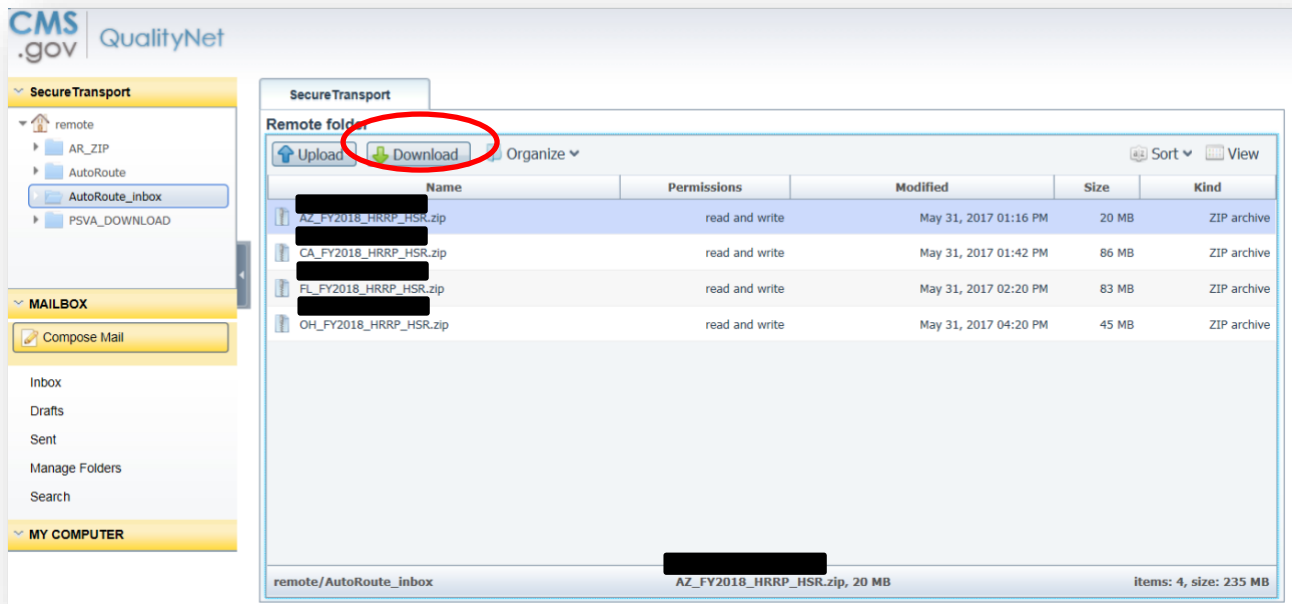 CMS
.gov
QualityNet
SecureTransport
remote
AR_ZIP
AutoRoute
AutoRoute_inbox
PSVA_DOWNLOAD
MAILBOX
Compose Mail
Inbox
Drafts
Sent
Manage Folders
Search
MY COMPUTER
SecureTransport
Remote folder
Upload Download Organize Sort View
Name Permissions Modified Size Kind
AZ_FY2018_HRRP_HSR.zip read and write May 31, 2017 01:16 PM 20 MB ZIP archive
CA_FY2018_HRRP_HSR.zip read and write May 31, 2017 01:42 PM 86 MB ZIP archive
FL_FY2018_HRRP_HSR.zip read and write May 31, 2017 02:20 PM 83 MB ZIP archive
OH_FY2018_HRRP_HSR.zip read and write May 31, 2017 04:20 PM 45 MB ZIP archive
remote/AutoRoute_inbox AZ_FY2018_HRRP_HSR.zip, 20 MB items: 4, size: 235 MB